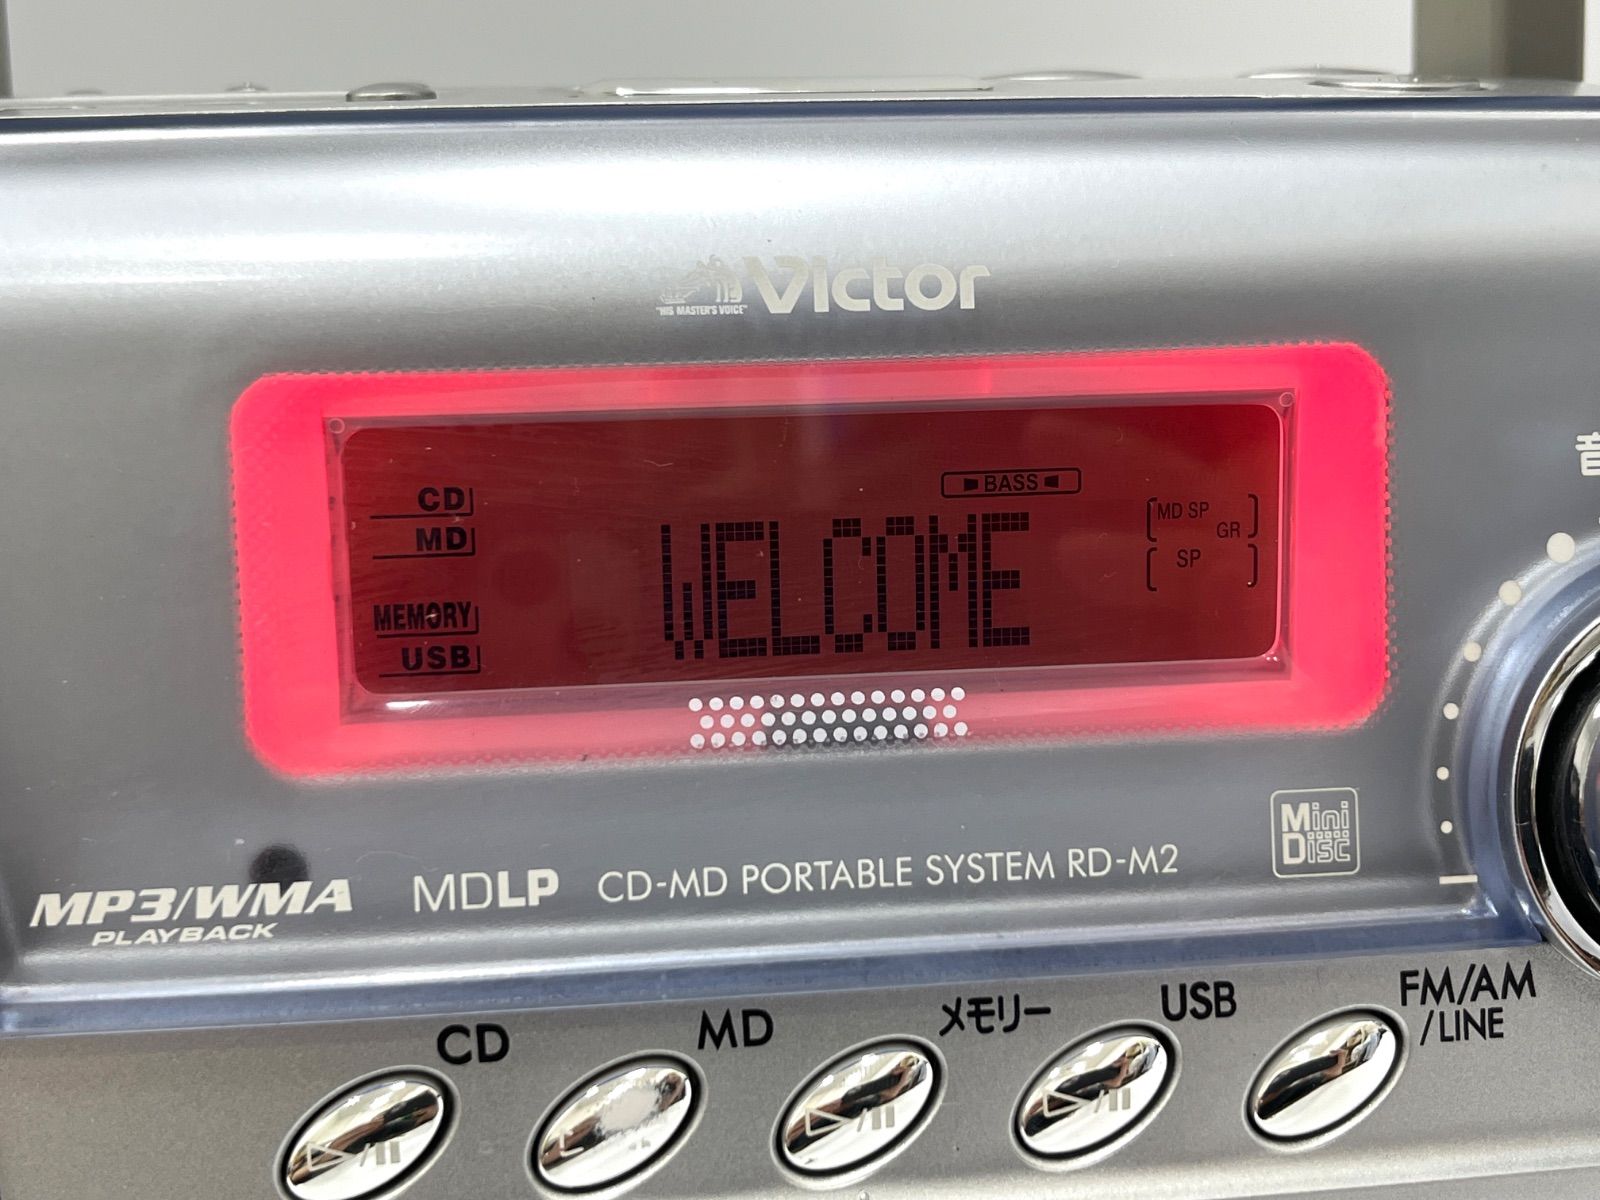 "HIS MASTER'S VOICE" Victor
BASS
CD
MD SP
GR
MD
SP
WELCOME
MEMORY
USB
音
Mini Disc
MP3/WMA
PLAYBACK
MDLP
CD-MD PORTABLE SYSTEM RD-M2
CD
MD
メモリー
USB
FM/AM
/LINE